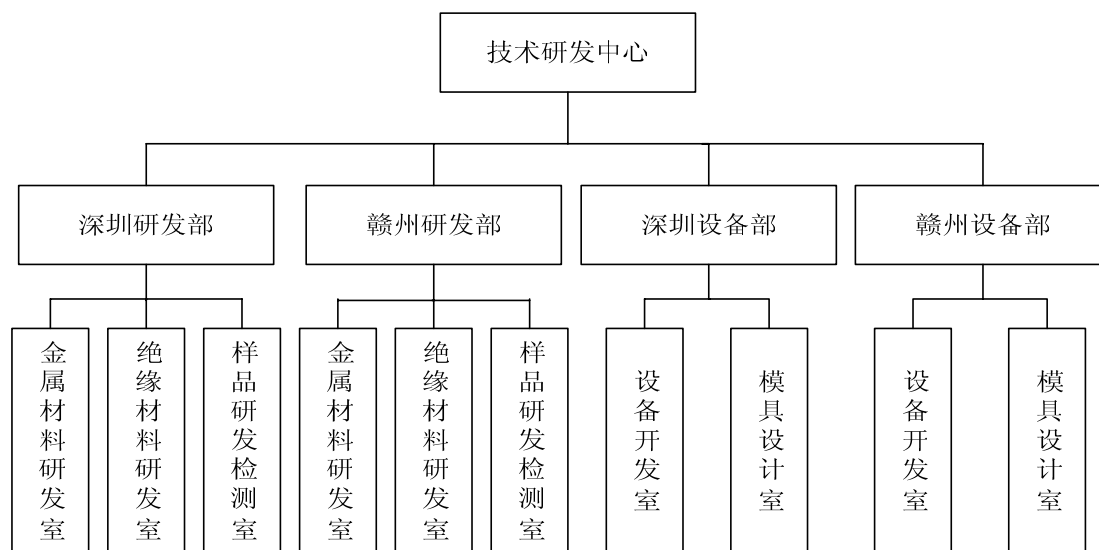 技术研发中心
深圳研发部
赣州研发部
深圳设备部
赣州设备部
金属材料研发室
绝缘材料研发室
样品研发检测室
金属材料研发室
绝缘材料研发室
样品研发检测室
设备开发室
模具设计室
设备开发室
模具设计室